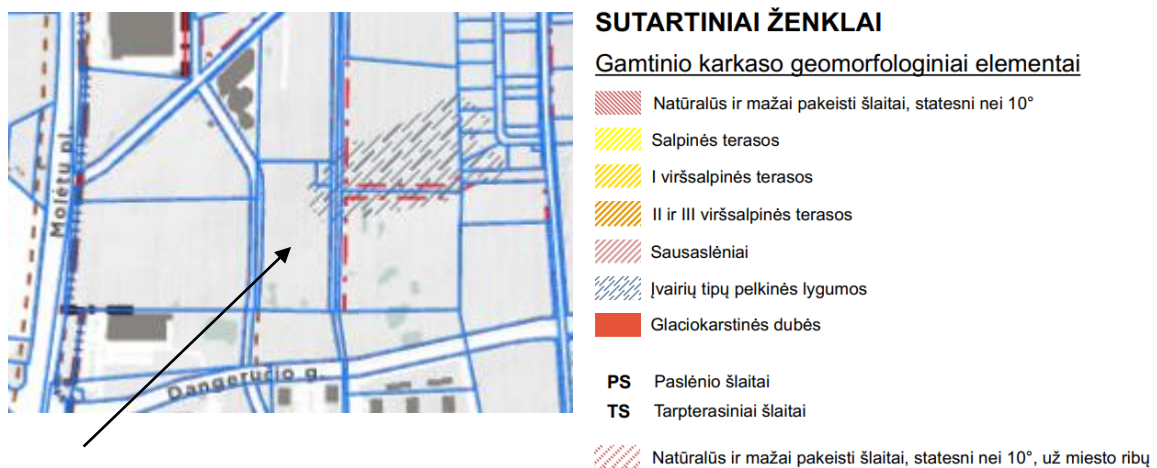 Molėtų pl.
Dangeručio g.
SUTARTINIAI ŽENKLAI
Gamtinio karkaso geomorfologiniai elementai
Natūralūs ir mažai pakeisti šlaitai, statesni nei 10°
Salpinės terasos
I viršsalpinės terasos
II ir III viršsalpinės terasos
Sausaslėniai
Įvairių tipų pelkinės lygumos
Glaciokarstinės dubės
PS Paslėnio šlaitai
TS Tarpterasiniai šlaitai
Natūralūs ir mažai pakeisti šlaitai, statesni nei 10°, už miesto ribų